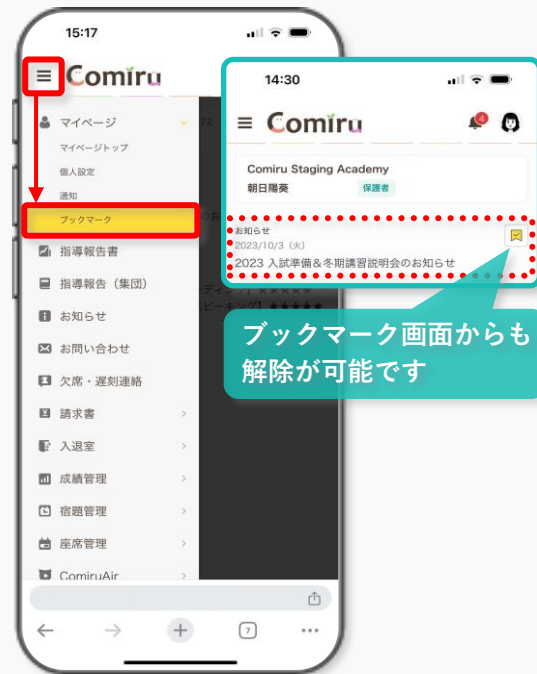 15:17
Comiru
マイページ
マイページトップ
個人設定
通知
ブックマーク
指導報告書
指導報告（集団）
お知らせ
お問い合わせ
欠席・遅刻連絡
請求書
入退室
成績管理
宿題管理
座席管理
ComiruAir
7
14:30
Comiru
4
Comiru Staging Academy
朝日陽葵
保護者
お知らせ
2023/10/3（火）
2023 入試準備＆冬期講習説明会のお知らせ
ブックマーク画面からも
解除が可能です